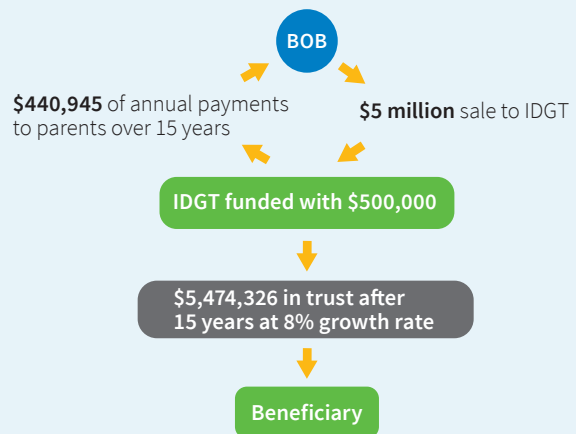 BOB
$440,945 of annual payments
to parents over 15 years
$5 million sale to IDGT
IDGT funded with $500,000
$5,474,326 in trust after
15 years at 8% growth rate
Beneficiary